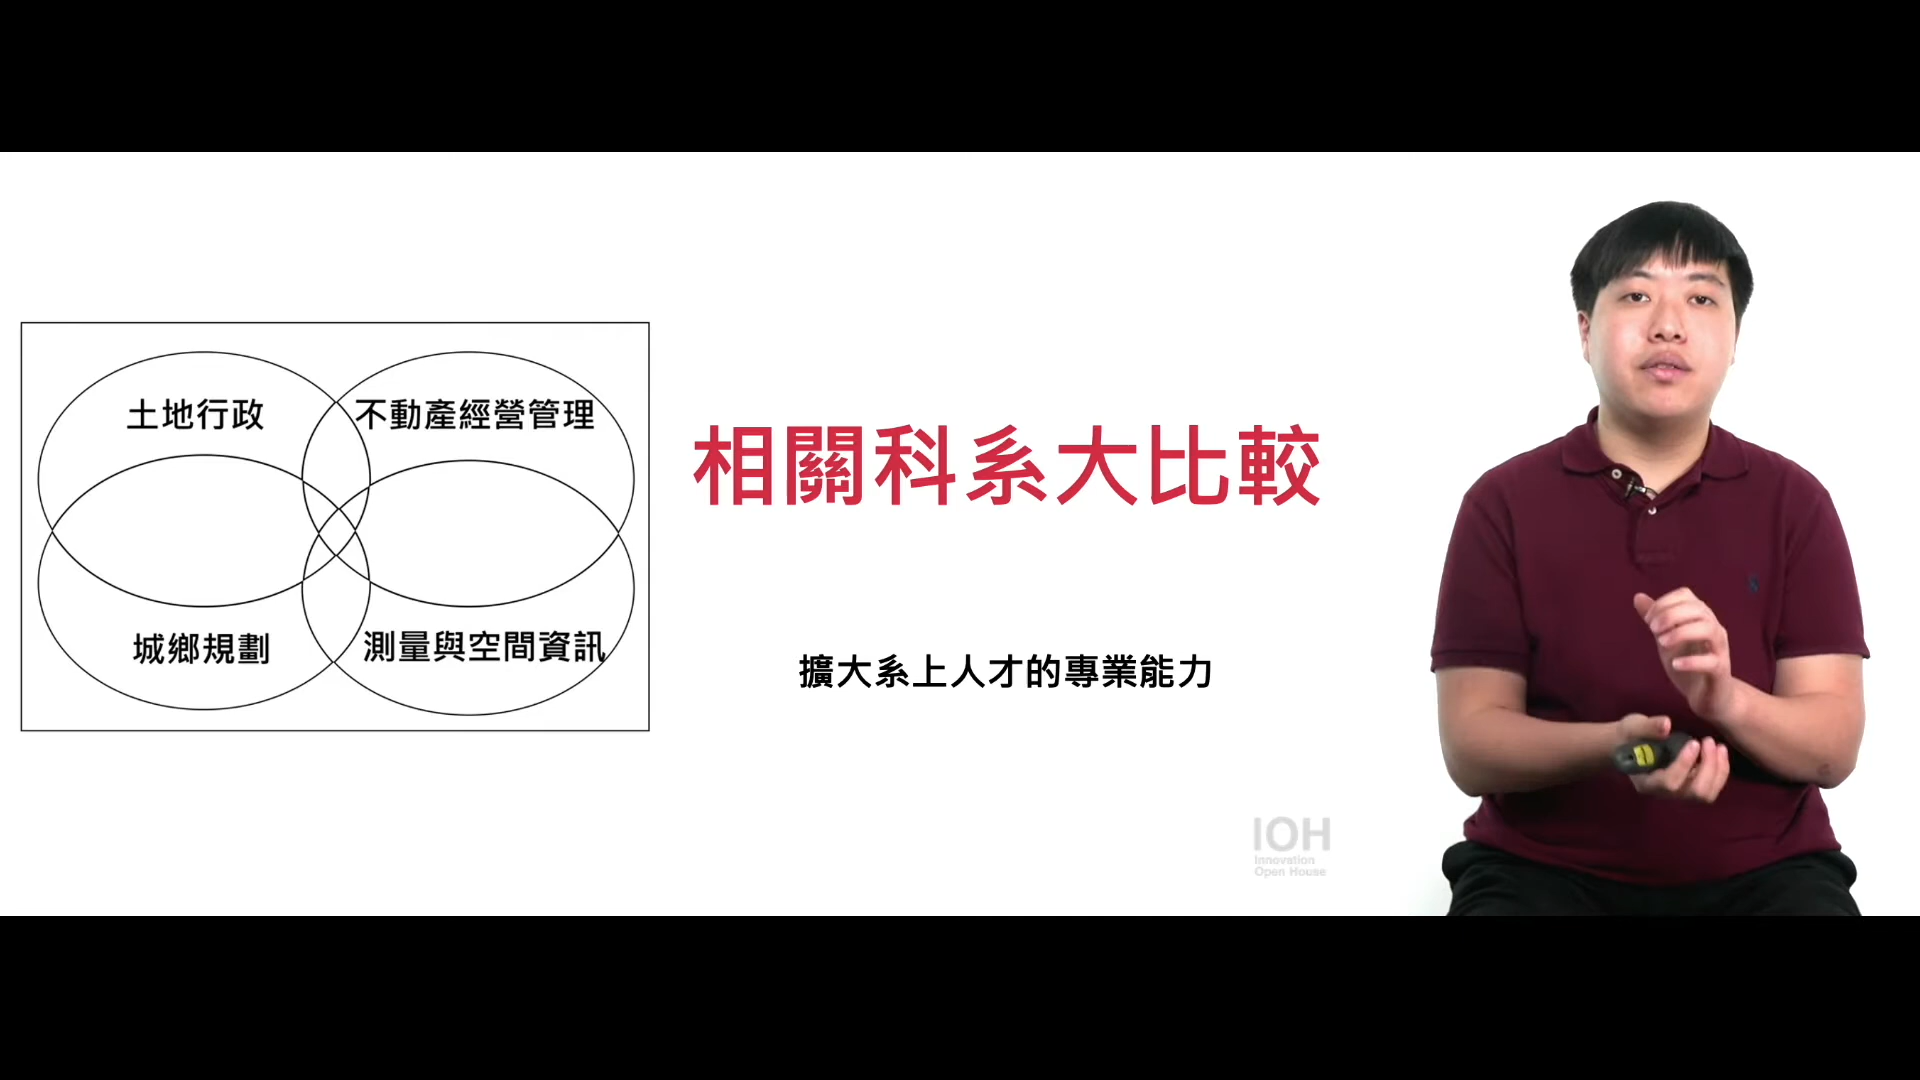 土地行政
不動產經營管理
城鄉規劃
測量與空間資訊
相關科系大比較
擴大系上人才的專業能力
IOH
Innovation
Open House